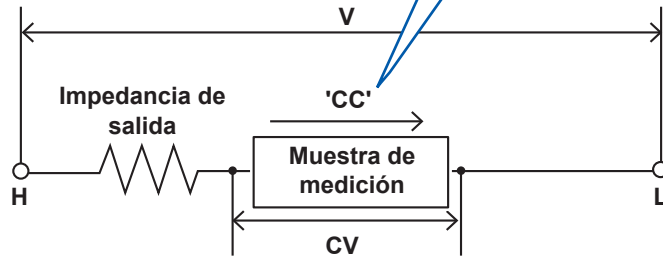 V
Impedancia de
salida
'CC'
Muestra de
medición
H
L
CV